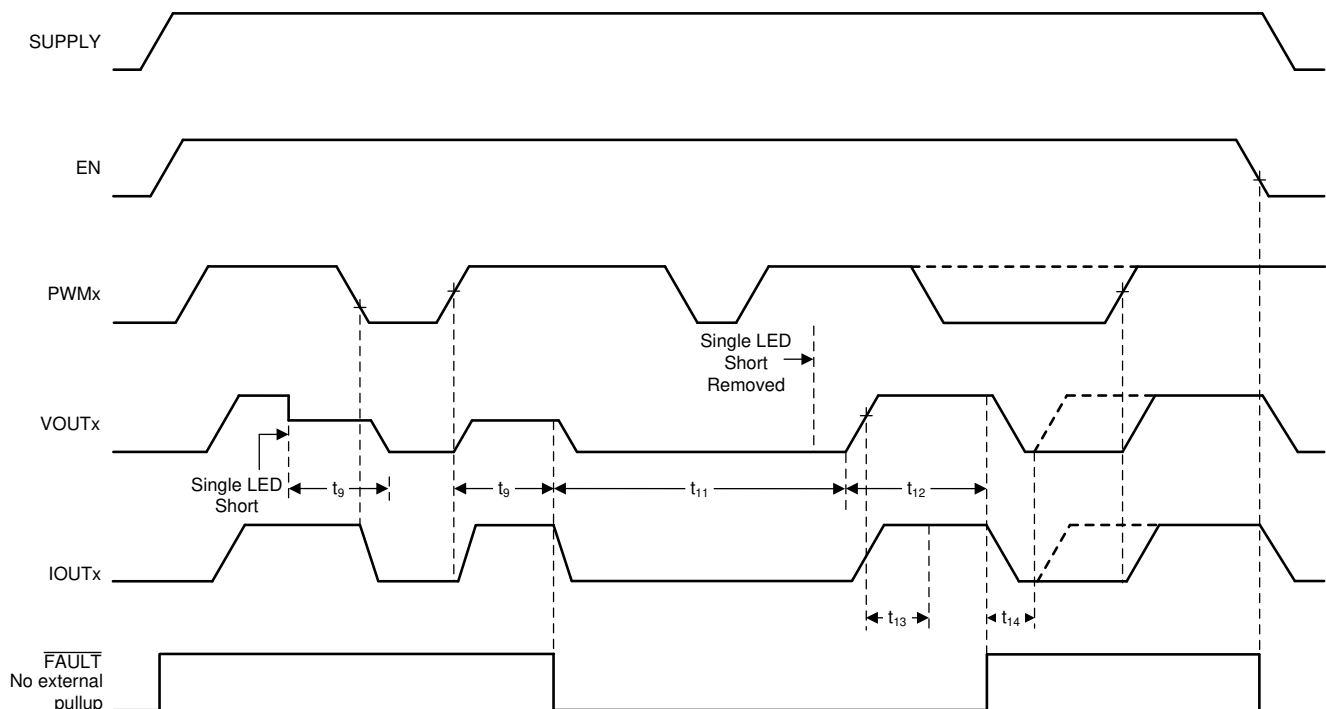 SUPPLY
EN
PWMx
Single LED
Short
Removed
VOUTx
Single LED
Short
t9
t9
t11
t12
IOUTx
t13
t14
FAULT
No external
pullup